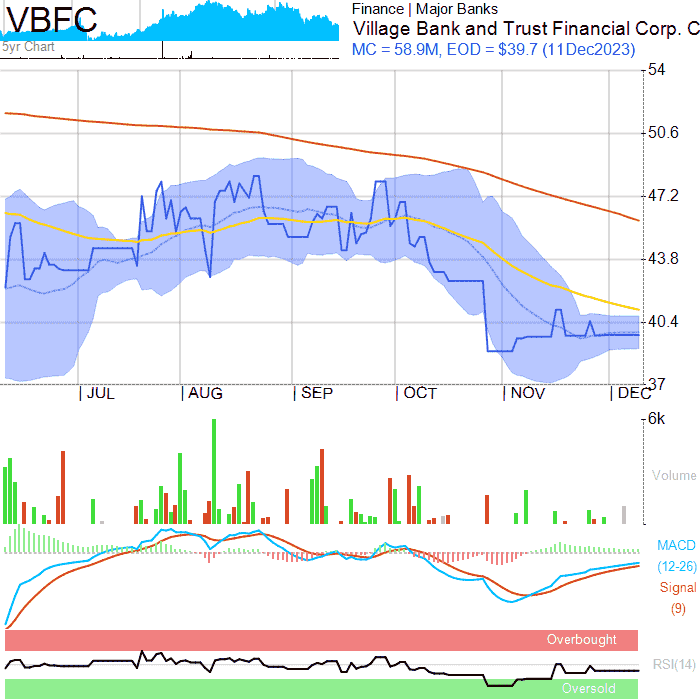 VBFC
5yr Chart
Finance | Major Banks
Village Bank and Trust Financial Corp. C
MC = 58.9M, EOD = $39.7 (11Dec2023)
54
50.6
47.2
43.8
40.4
37
| JUL | AUG | SEP | OCT | NOV | DEC
6k
Volume
MACD
(12-26)
Signal
(9)
Overbought
RSI(14)
Oversold